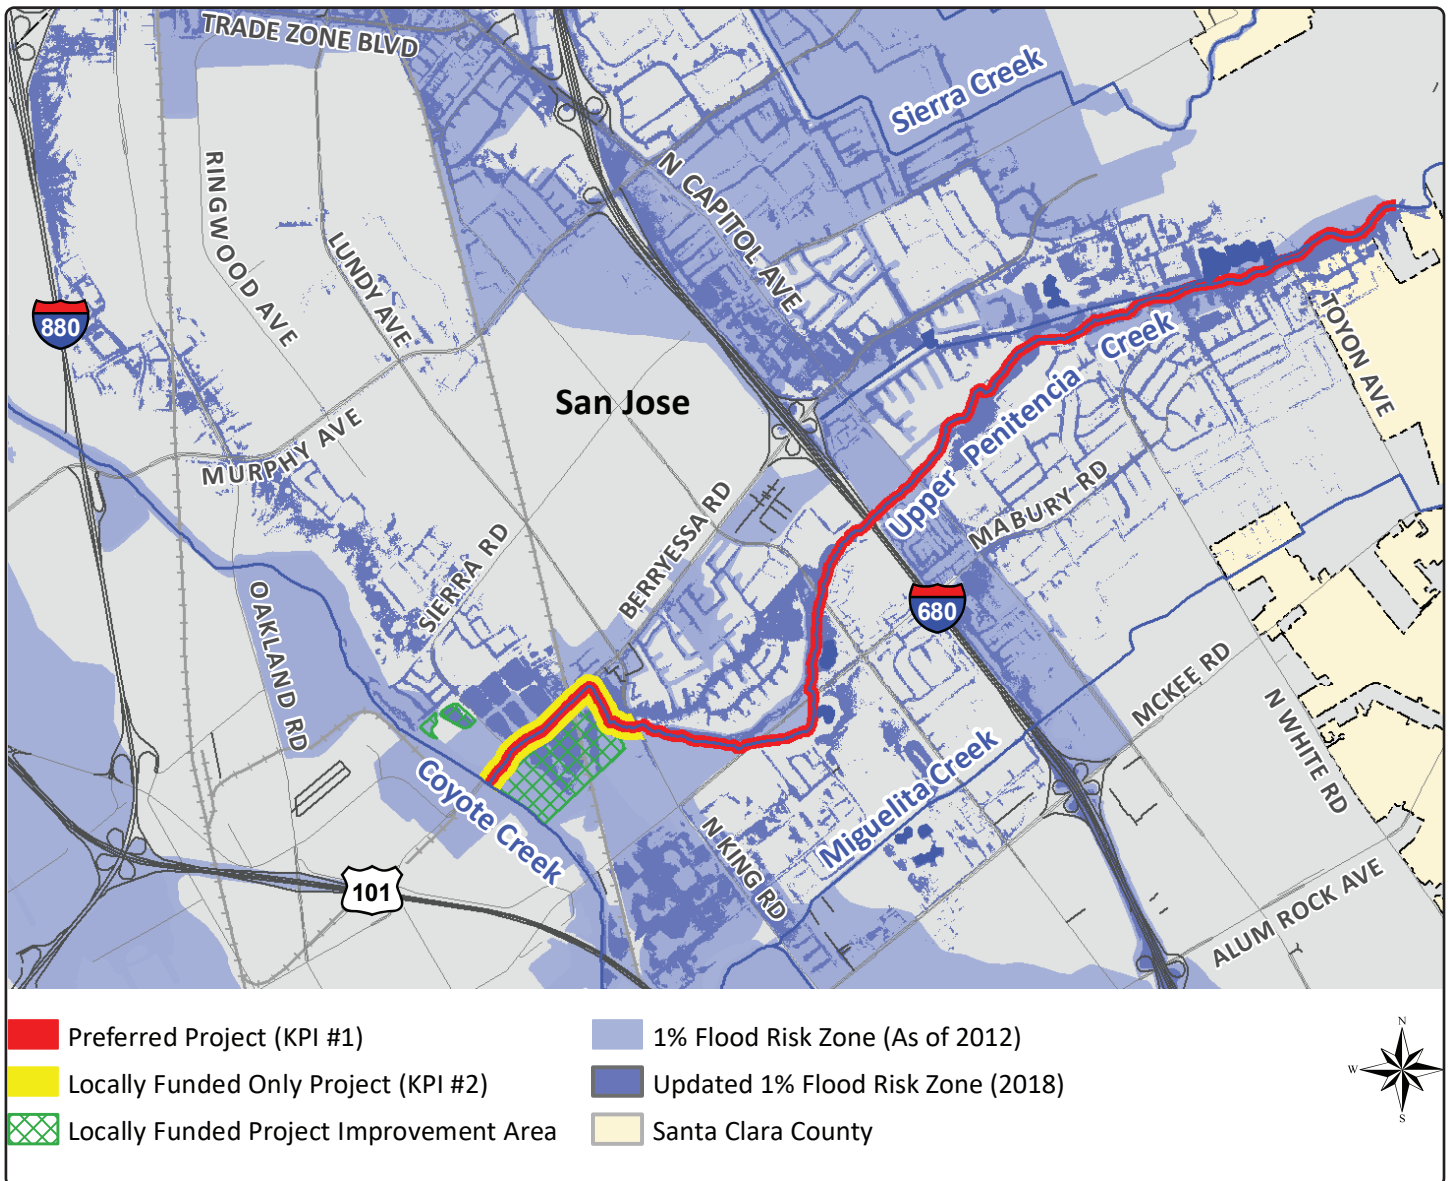 TRADE ZONE BLVD
Sierra Creek
N CAPITOL AVE
RINGWOOD AVE
LUNDY AVE
880
San Jose
Upper Penitencia Creek
TOYON AVE
MURPHY AVE
MABURY RD
BERRYESSA RD
SIERRA RD
OAKLAND RD
680
MCKEE RD
N WHITE RD
Coyote Creek
Miguelita Creek
N KING RD
101
ALUM ROCK AVE
Preferred Project (KPI #1)
Locally Funded Only Project (KPI #2)
Locally Funded Project Improvement Area
1% Flood Risk Zone (As of 2012)
Updated 1% Flood Risk Zone (2018)
Santa Clara County
N
W
E
S